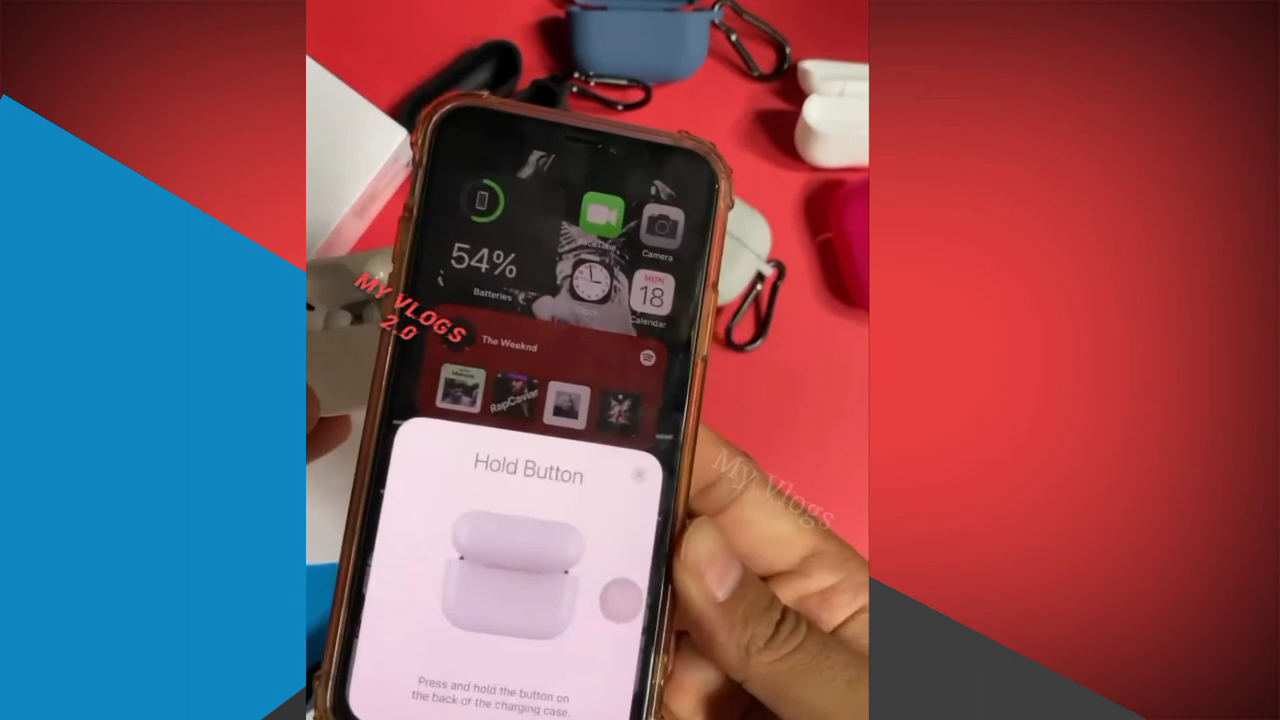 FaceTime
Camera
54%
Batteries
MON
18
Clock
Calendar
MY VLOGS
2.0
The Weeknd
RapCaviar
Hold Button
My Vlogs
Press and hold the button on
the back of the charging case.